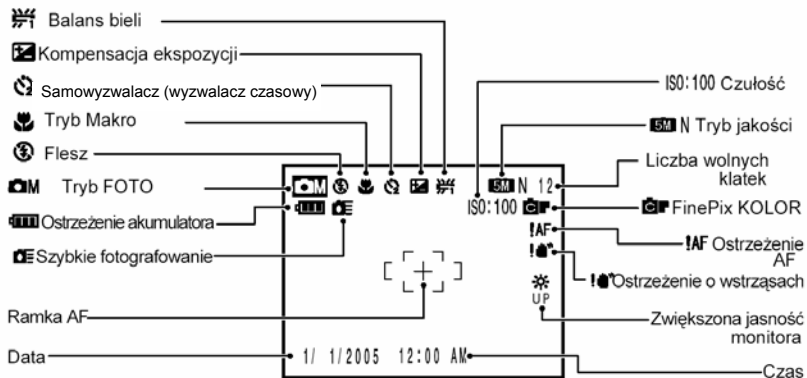 Balans bieli
Kompensacja ekspozycji
Samowyzwalacz (wyzwalacz czasowy)
Tryb Makro
Flesz
M Tryb FOTO
Ostrzeżenie akumulatora
Szybkie fotografowanie
Ramka AF
Data
M
5M N 12
ISO:100 C F
!AF
!
UP
1/ 1/2005 12:00 AM
ISO:100 Czułość
5M N Tryb jakości
Liczba wolnych
klatek
C F FinePix KOLOR
!AF Ostrzeżenie
AF
! Ostrzeżenie o wstrząsach
Zwiększona jasność
monitora
Czas